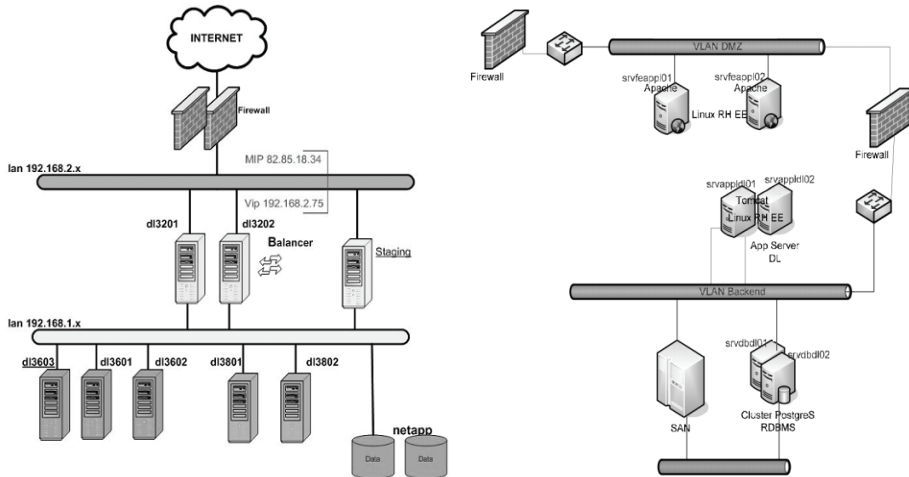 INTERNET
Firewall
MIP 82.85.18.34
lan 192.168.2.x
Vip 192.168.2.75
dl3201
dl3202
Balancer
Staging
lan 192.168.1.x
dl3603
dl3601
dl3602
dl3801
dl3802
netapp
Data
Data
VLAN DMZ
Firewall
srvfeappl01
Apache
srvfeappl02
Apache
Linux RH EE
Firewall
srvappldl01
srvappldl02
Tomcat
Linux RH EE
App Server
DL
VLAN Backend
srvdbdl01
srvdbdl02
SAN
Cluster PostgreS
RDBMS